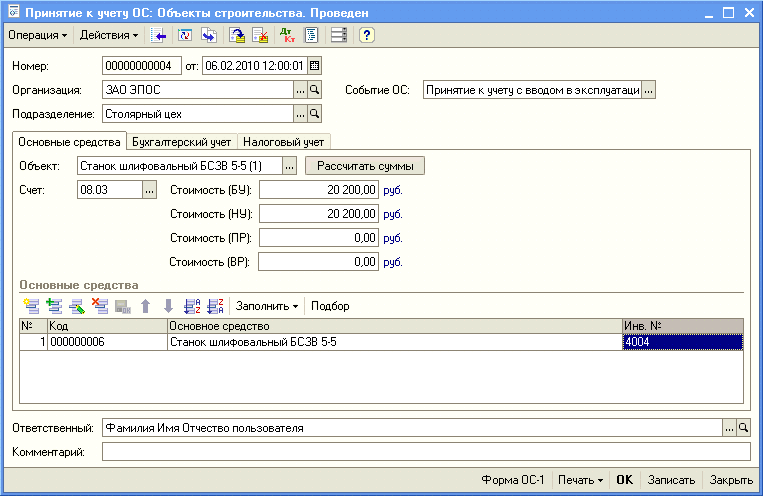 Принятие к учету ОС: Объекты строительства. Проведен
Операция Действия Дт Кт ?
Номер: 00000000004 от: 06.02.2010 12:00:01
Организация: ЗАО ЭПОС ... Событие ОС: Принятие к учету с вводом в эксплуатаци ...
Подразделение: Столярный цех ...
Основные средства Бухгалтерский учет Налоговый учет
Объект: Станок шлифовальный БСЗВ 5-5 (1) ... Рассчитать суммы
Счет: 08.03 ... Стоимость (БУ): 20 200,00 руб.
Стоимость (НУ): 20 200,00 руб.
Стоимость (ПР): 0,00 руб.
Стоимость (ВР): 0,00 руб.
Основные средства
Заполнить Подбор
№ Код Основное средство Инв. №
1 000000006 Станок шлифовальный БСЗВ 5-5 4004
Ответственный: Фамилия Имя Отчество пользователя ...
Комментарий:
Форма ОС-1 Печать OK Записать Закрыть